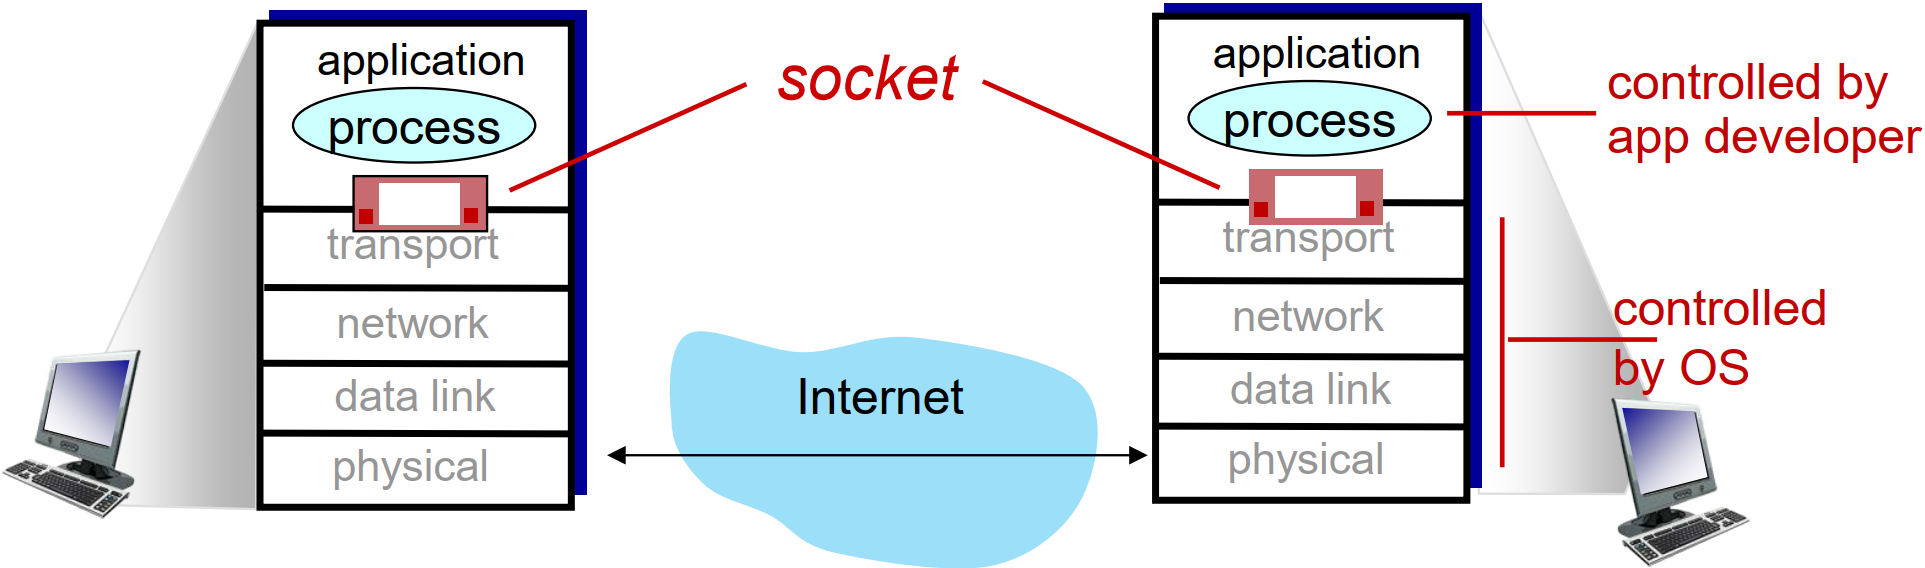 application
process
transport
network
data link
physical
socket
Internet
application
process
transport
network
data link
physical
controlled by
app developer
controlled
by OS